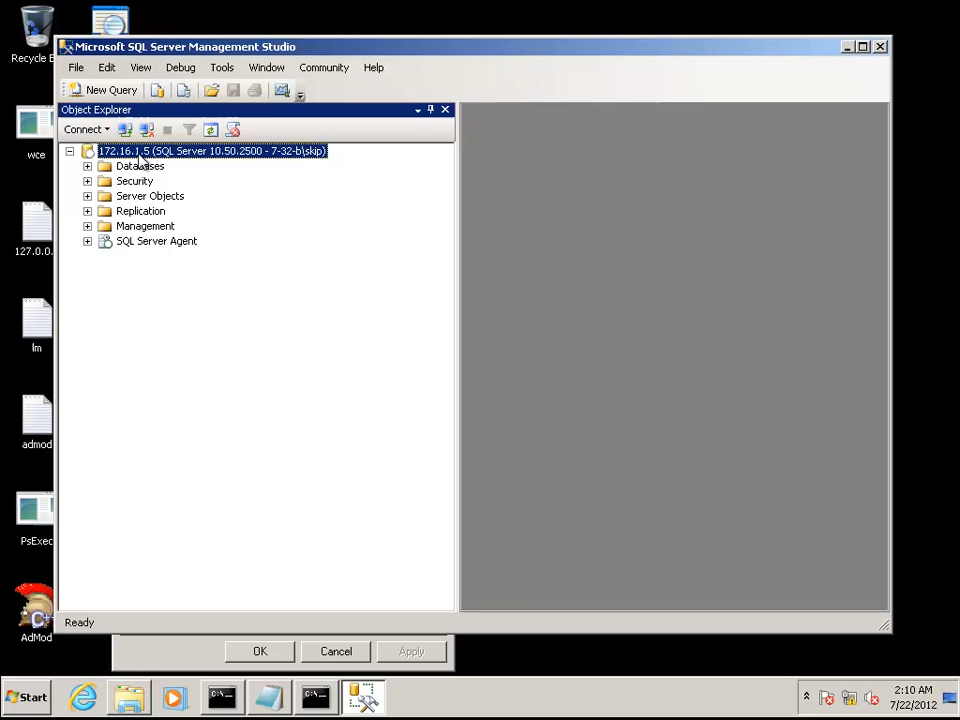 Recycle B
Microsoft SQL Server Management Studio
File Edit View Debug Tools Window Community Help
New Query
Object Explorer
Connect
172.16.1.5 (SQL Server 10.50.2500 - 7-32-b\skip)
Databases
wce
Security
Server Objects
Replication
Management
SQL Server Agent
127.0.0.
lm
admod
PsExec
AdMod
Ready
OK Cancel Apply
Start
2:10 AM
7/22/2012